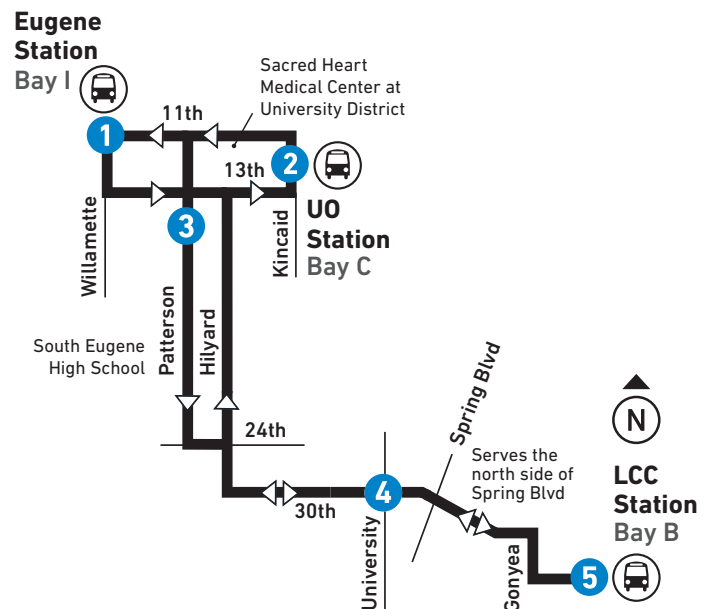 Eugene
Station
Bay I
Sacred Heart
Medical Center at
University District
11th
1
2
13th
3
UO
Station
Bay C
Willamette
Kincaid
Patterson
Hilyard
South Eugene
High School
Spring Blvd
24th
N
Serves the
north side of
Spring Blvd
LCC
Station
Bay B
4
30th
University
Gonyea
5